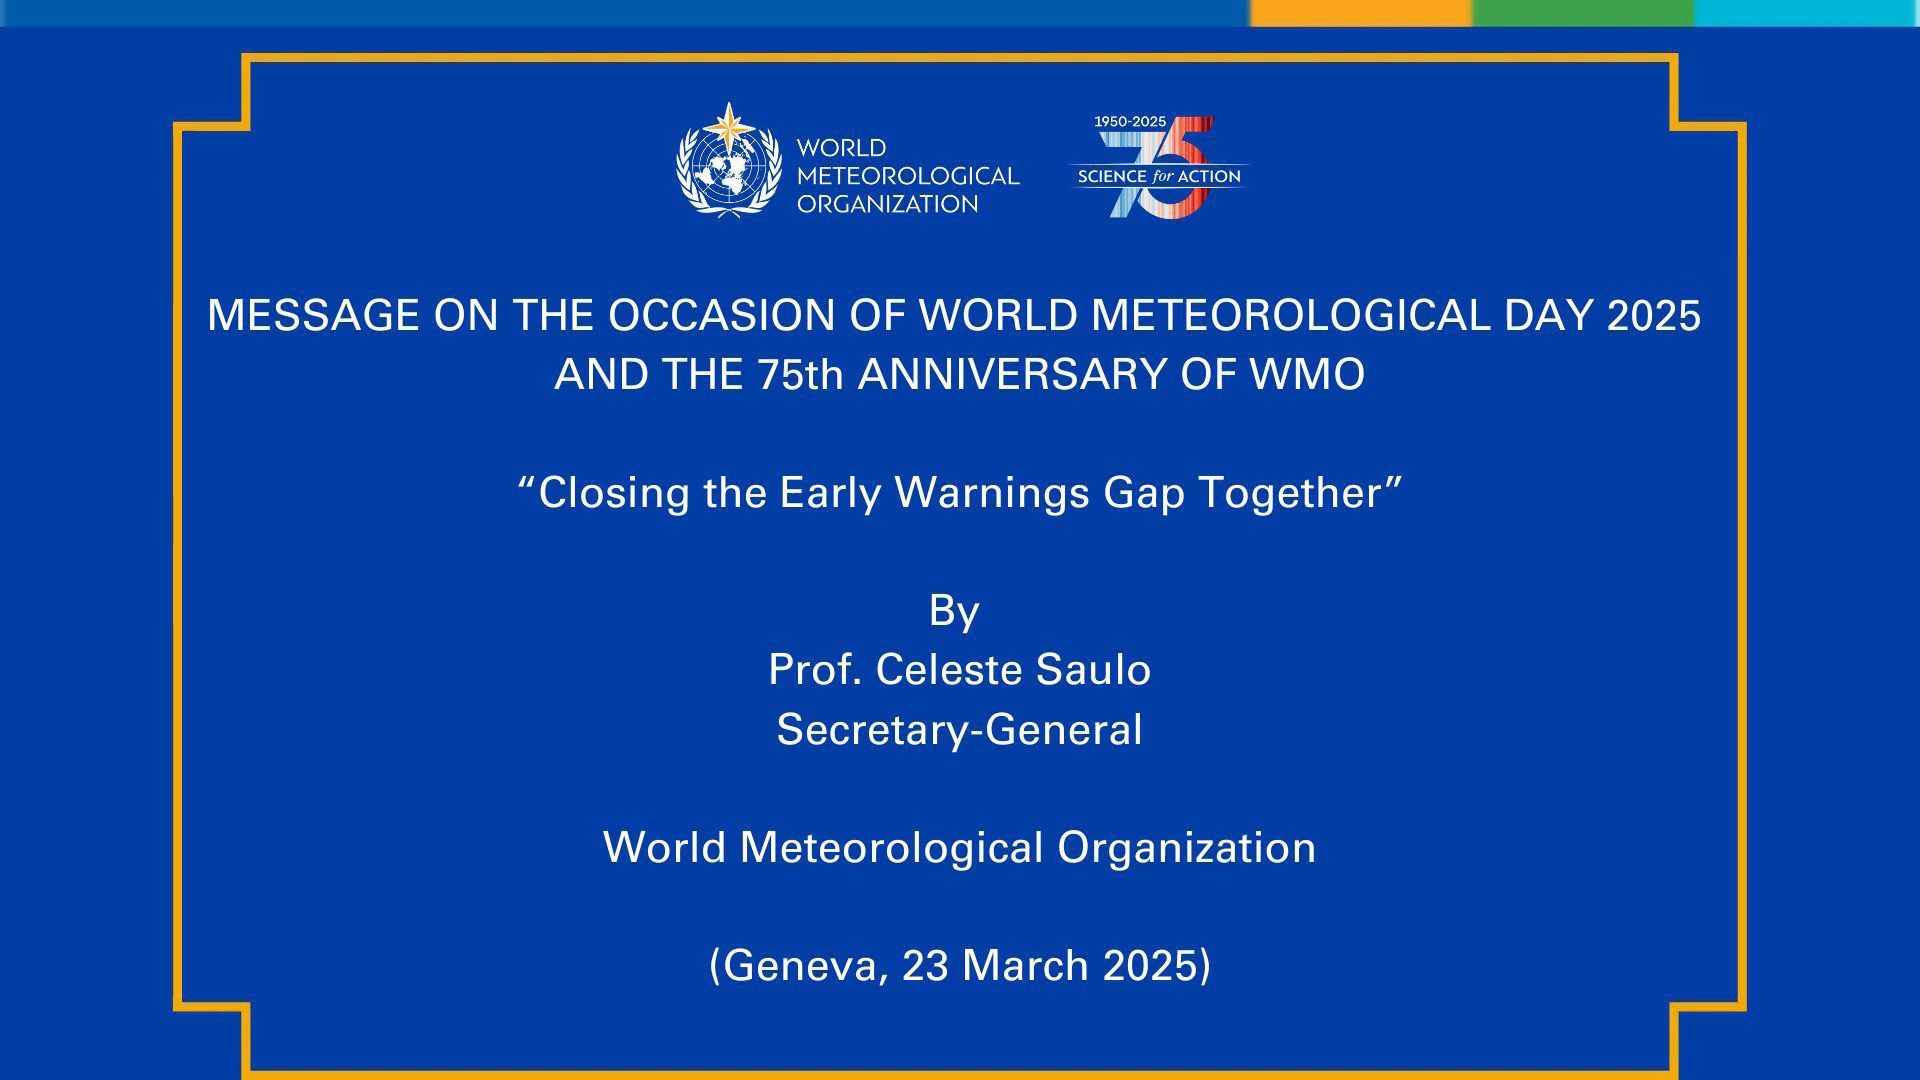 WORLD
METEOROLOGICAL
ORGANIZATION
1950-2025
75
SCIENCE for ACTION
MESSAGE ON THE OCCASION OF WORLD METEOROLOGICAL DAY 2025
AND THE 75th ANNIVERSARY OF WMO
“Closing the Early Warnings Gap Together”
By
Prof. Celeste Saulo
Secretary-General
World Meteorological Organization
(Geneva, 23 March 2025)